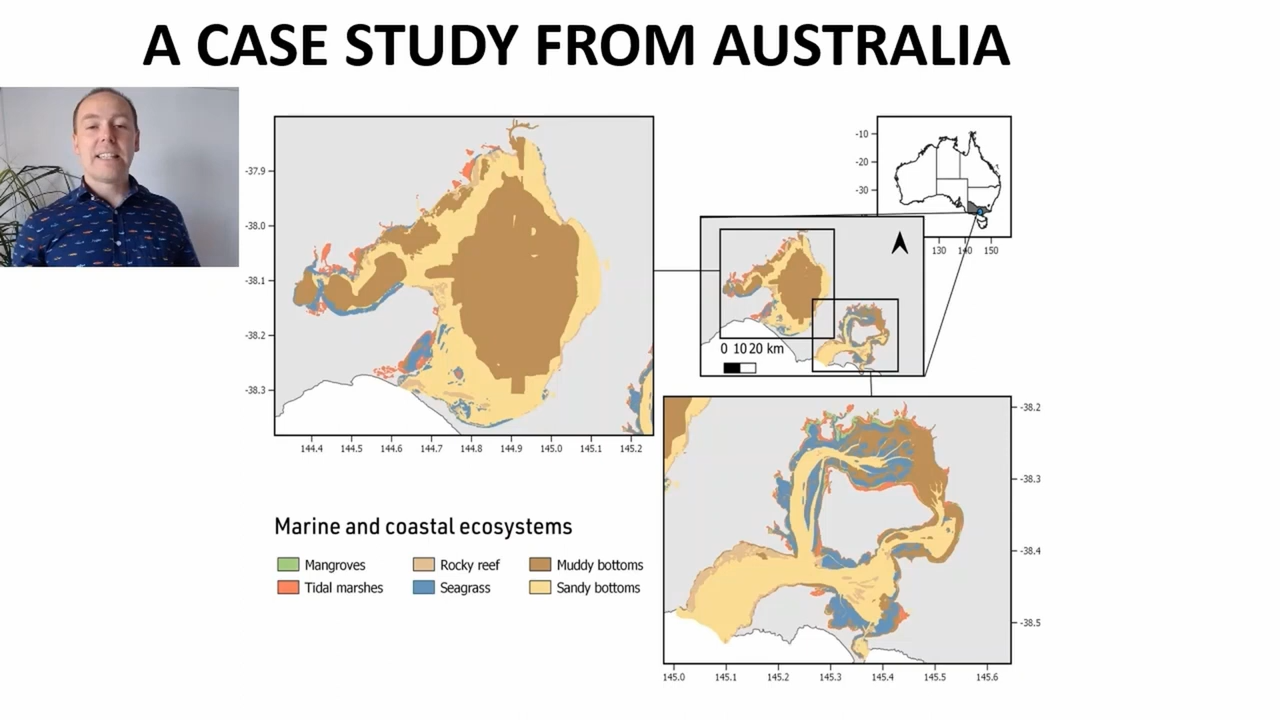 A CASE STUDY FROM AUSTRALIA
-37.9
-38.0
-38.1
-38.2
-38.3
144.4 144.5 144.6 144.7 144.8 144.9 145.0 145.1 145.2
-10
-20
-30
130 140 150
0 10 20 km
-38.2
-38.3
-38.4
-38.5
145.0 145.1 145.2 145.3 145.4 145.5 145.6
Marine and coastal ecosystems
Mangroves Rocky reef Muddy bottoms
Tidal marshes Seagrass Sandy bottoms